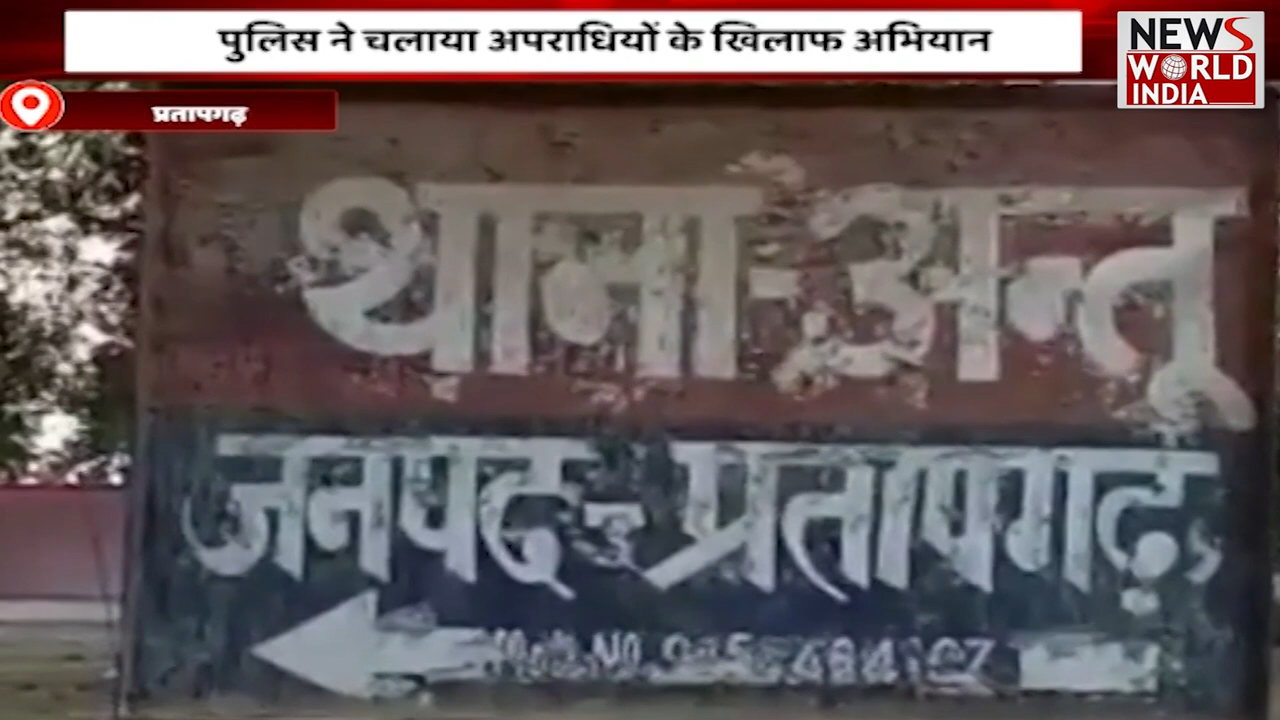 पुलिस ने चलाया अपराधियों के खिलाफ अभियान
NEWS
WORLD
INDIA
प्रतापगढ़
थाना-अन्तू
जनपद-प्रतापगढ़